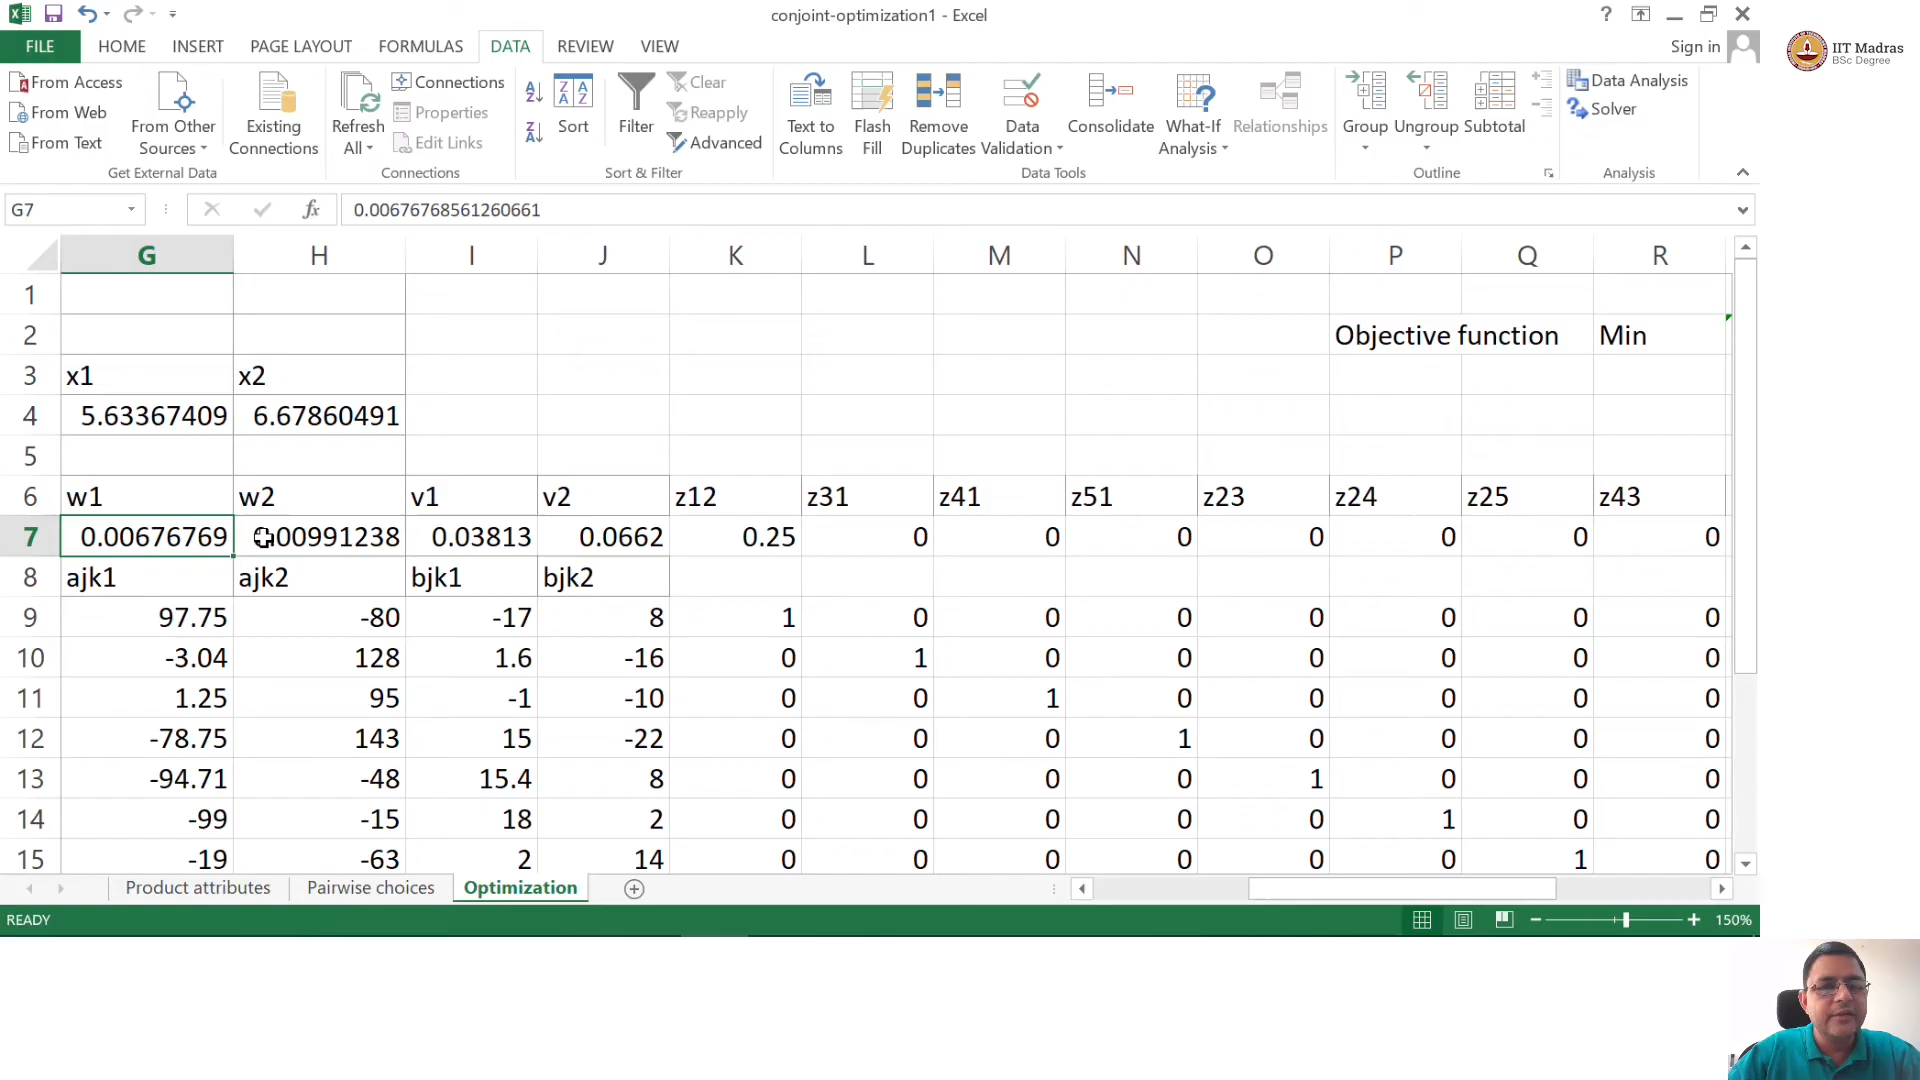 conjoint-optimization1 - Excel
?
FILE HOME INSERT PAGE LAYOUT FORMULAS DATA REVIEW VIEW Sign in
IIT Madras
BSc Degree
From Access
From Web
From Text
From Other
Sources
Existing
Connections
Get External Data
Refresh
All
Connections
Properties
Edit Links
Connections
Sort
Filter
Clear
Reapply
Advanced
Sort & Filter
Text to
Columns
Flash
Fill
Remove
Duplicates
Data
Validation
Consolidate
What-If
Analysis
Relationships
Data Tools
Group
Ungroup
Subtotal
Outline
Data Analysis
Solver
Analysis
G7 fx 0.00676768561260661
G H I J K L M N O P Q R
1
2 Objective function Min
3 x1 x2
4 5.63367409 6.67860491
5
6 w1 w2 v1 v2 z12 z31 z41 z51 z23 z24 z25 z43
7 0.00676769 00991238 0.03813 0.0662 0.25 0 0 0 0 0 0 0
8 ajk1 ajk2 bjk1 bjk2
9 97.75 -80 -17 8 1 0 0 0 0 0 0 0
10 -3.04 128 1.6 -16 0 1 0 0 0 0 0 0
11 1.25 95 -1 -10 0 0 1 0 0 0 0 0
12 -78.75 143 15 -22 0 0 0 1 0 0 0 0
13 -94.71 -48 15.4 8 0 0 0 0 1 0 0 0
14 -99 -15 18 2 0 0 0 0 0 1 0 0
15 -19 -63 2 14 0 0 0 0 0 0 1 0
Product attributes Pairwise choices Optimization
READY 150%